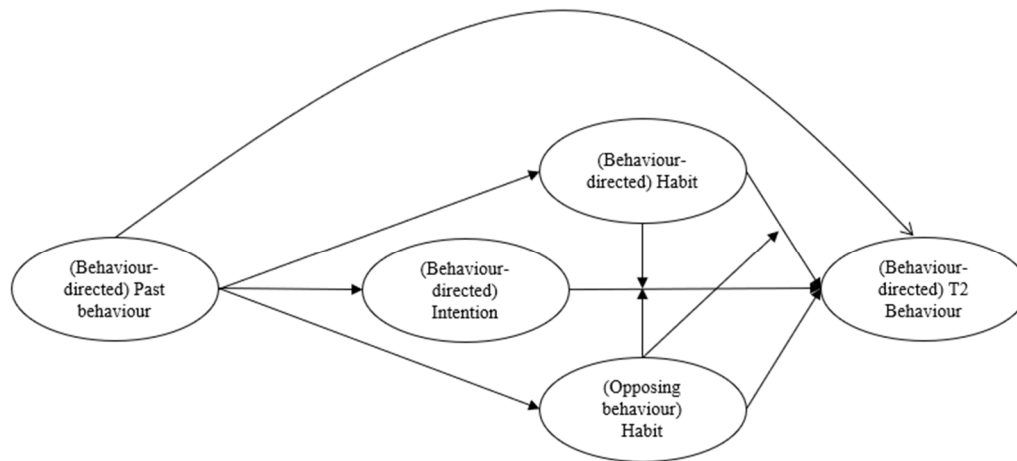 (Behaviour-
directed) Habit
(Behaviour-
directed) Past
behaviour
(Behaviour-
directed)
Intention
(Behaviour-
directed) T2
Behaviour
(Opposing
behaviour)
Habit